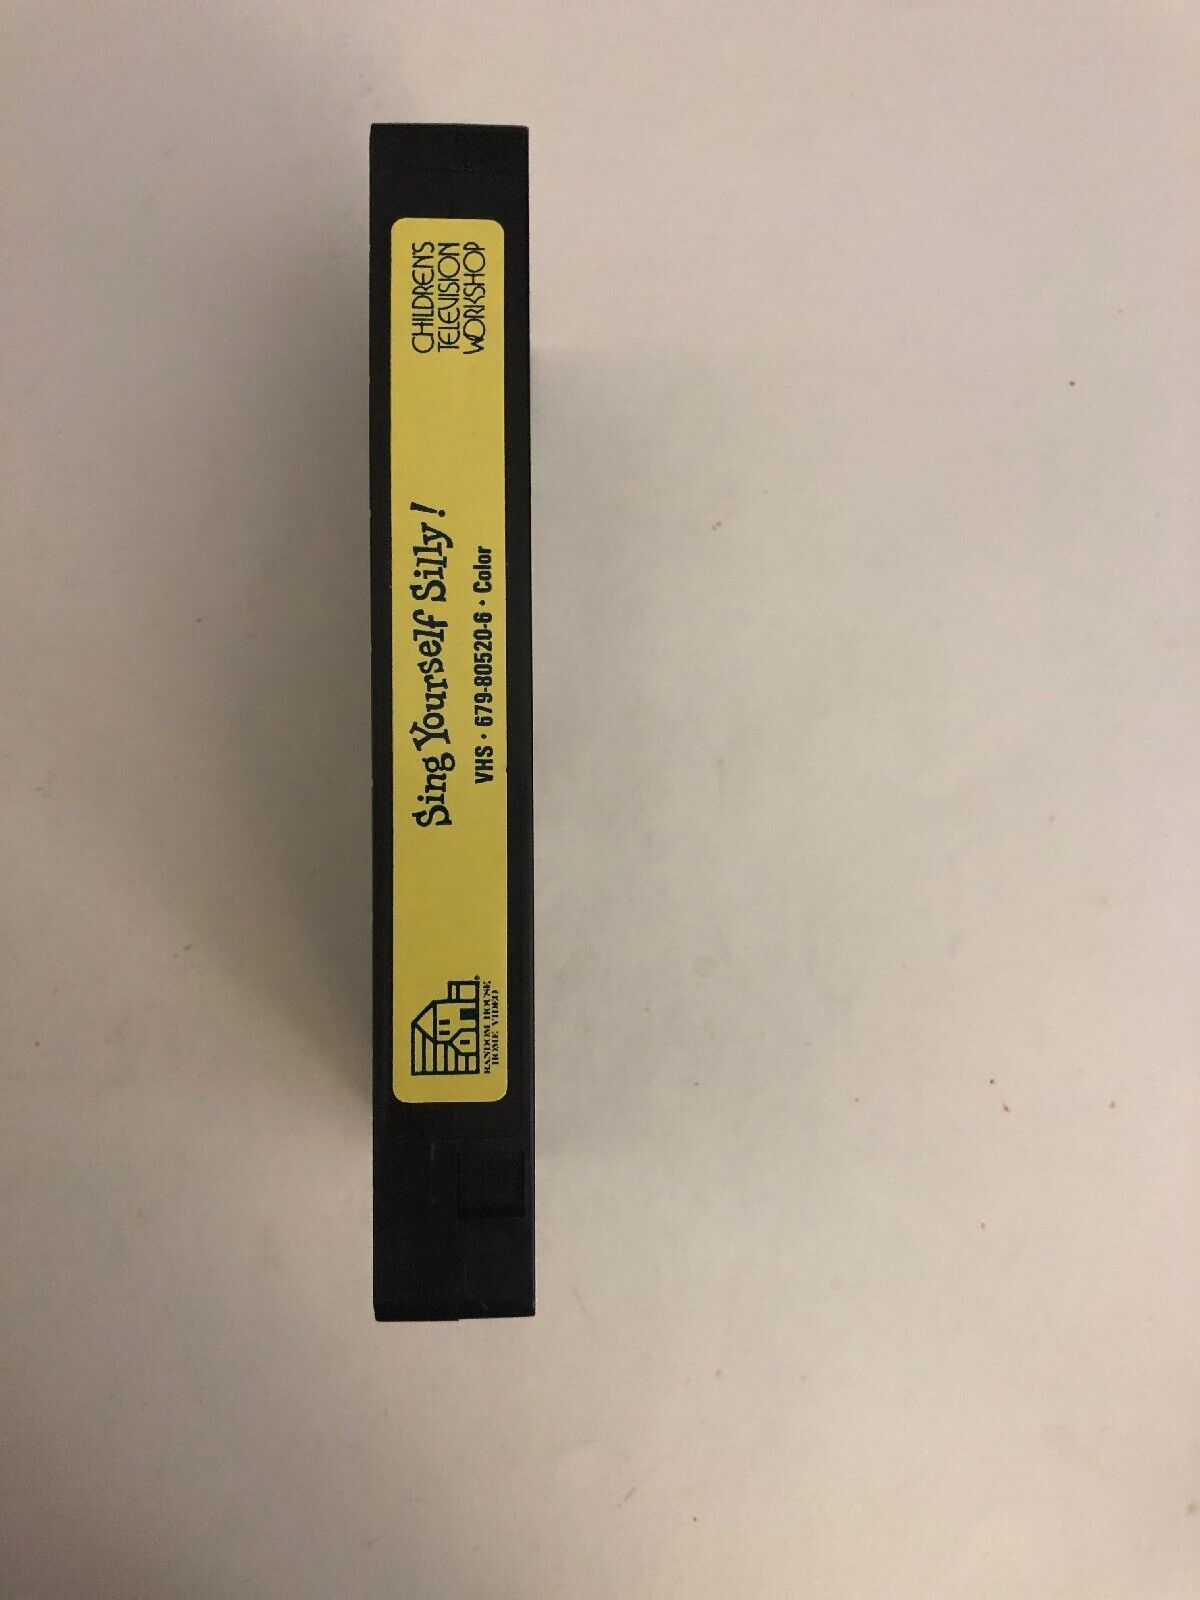 RANDOM HOUSE®
HOME VIDEO
Sing Yourself Silly!
VHS · 679-80520-6 · Color
CHILDREN'S
TELEVISION
WORKSHOP